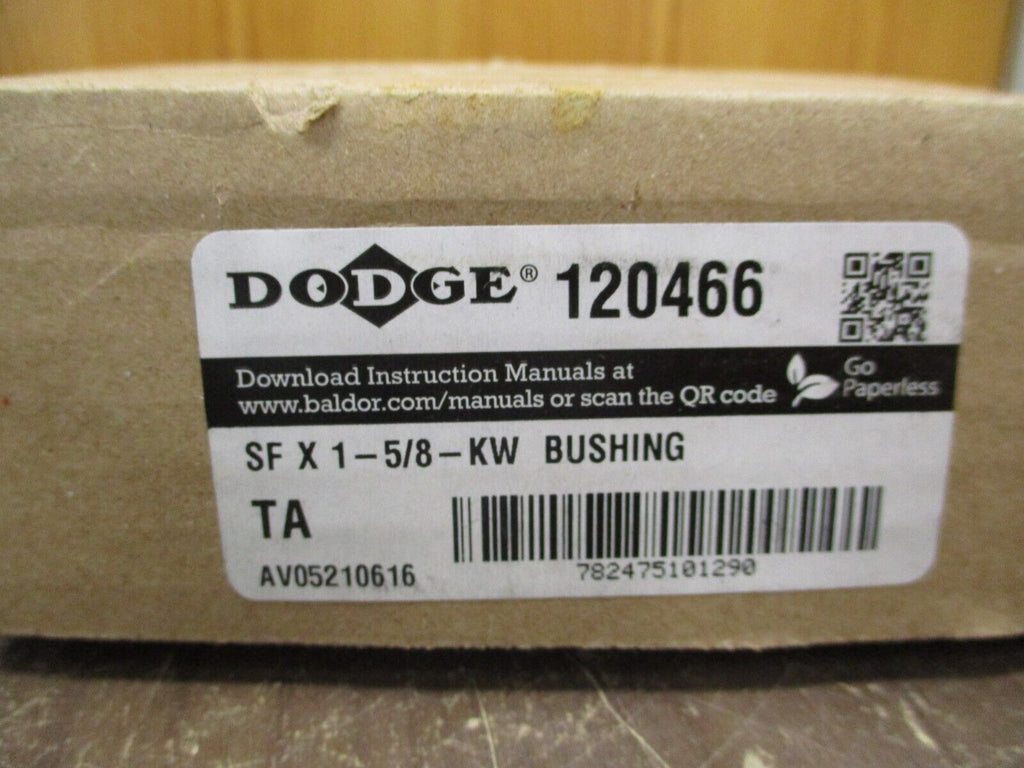 DODGE® 120466
Download Instruction Manuals at
www.baldor.com/manuals or scan the QR code
Go
Paperless
SF X 1-5/8-KW BUSHING
TA
AV05210616
782475101290